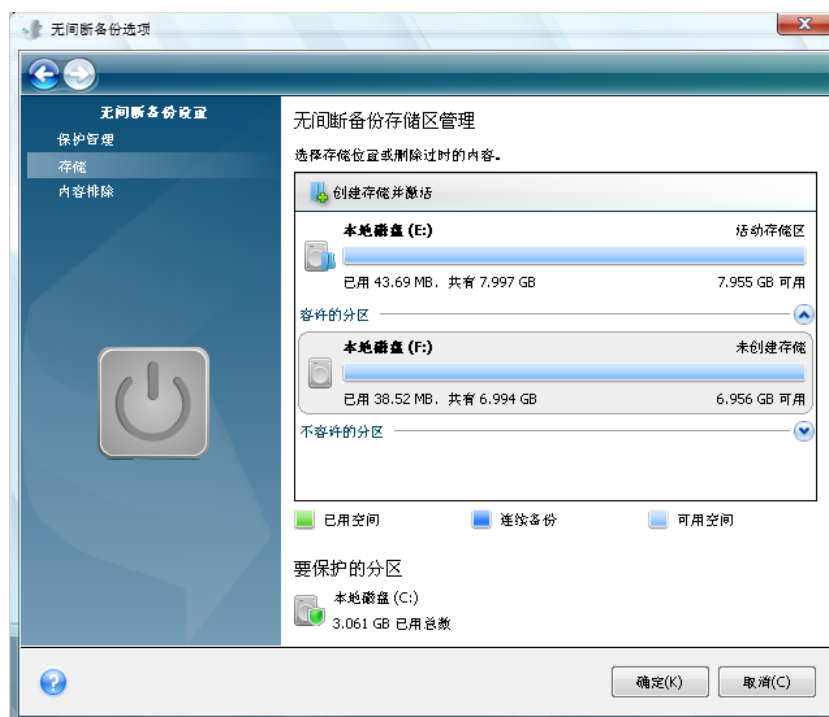 无间断备份选项
无间断备份设置
保护管理
存储
内容排除
无间断备份存储区管理
选择存储位置或删除过时的内容。
创建存储并激活
本地磁盘 (E:) 活动存储区
已用 43.69 MB，共有 7.997 GB 7.955 GB 可用
容许的分区
本地磁盘 (F:) 未创建存储
已用 38.52 MB，共有 6.994 GB 6.956 GB 可用
不容许的分区
已用空间 连续备份 可用空间
要保护的分区
本地磁盘 (C:)
3.061 GB 已用总数
确定(K) 取消(C)